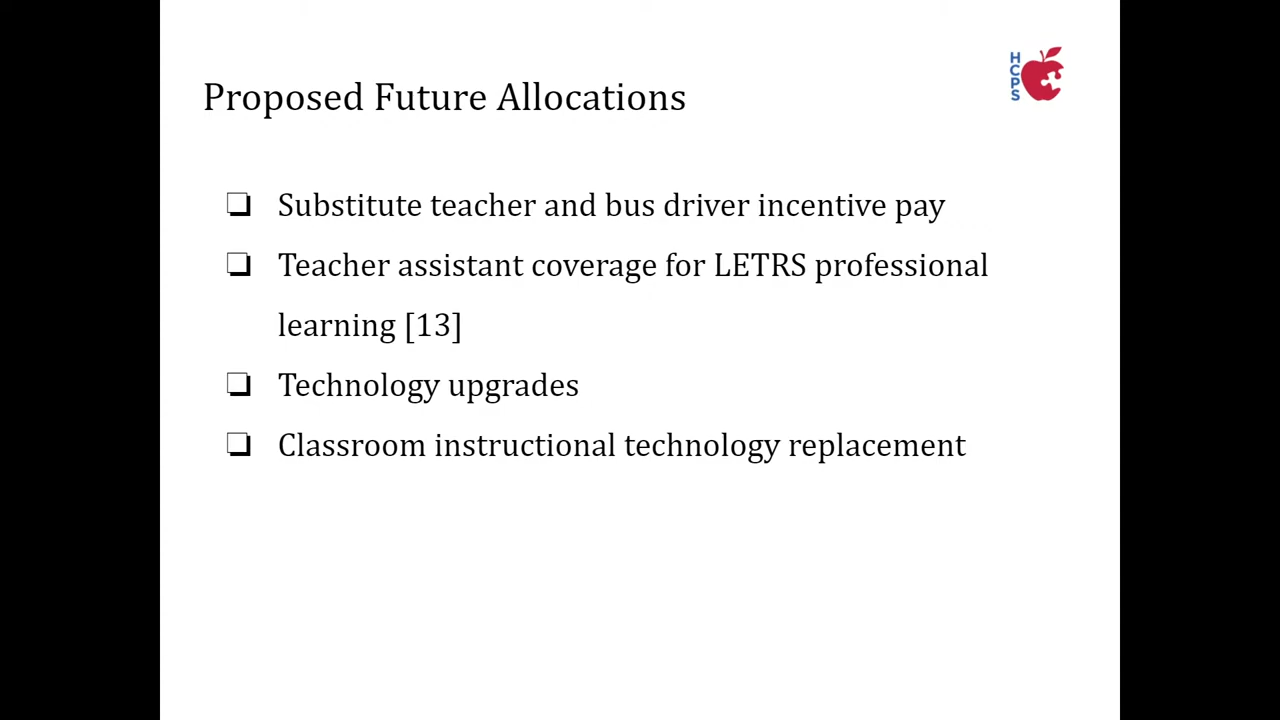 Proposed Future Allocations
HCPS
❏ Substitute teacher and bus driver incentive pay
❏ Teacher assistant coverage for LETRS professional
learning [13]
❏ Technology upgrades
❏ Classroom instructional technology replacement